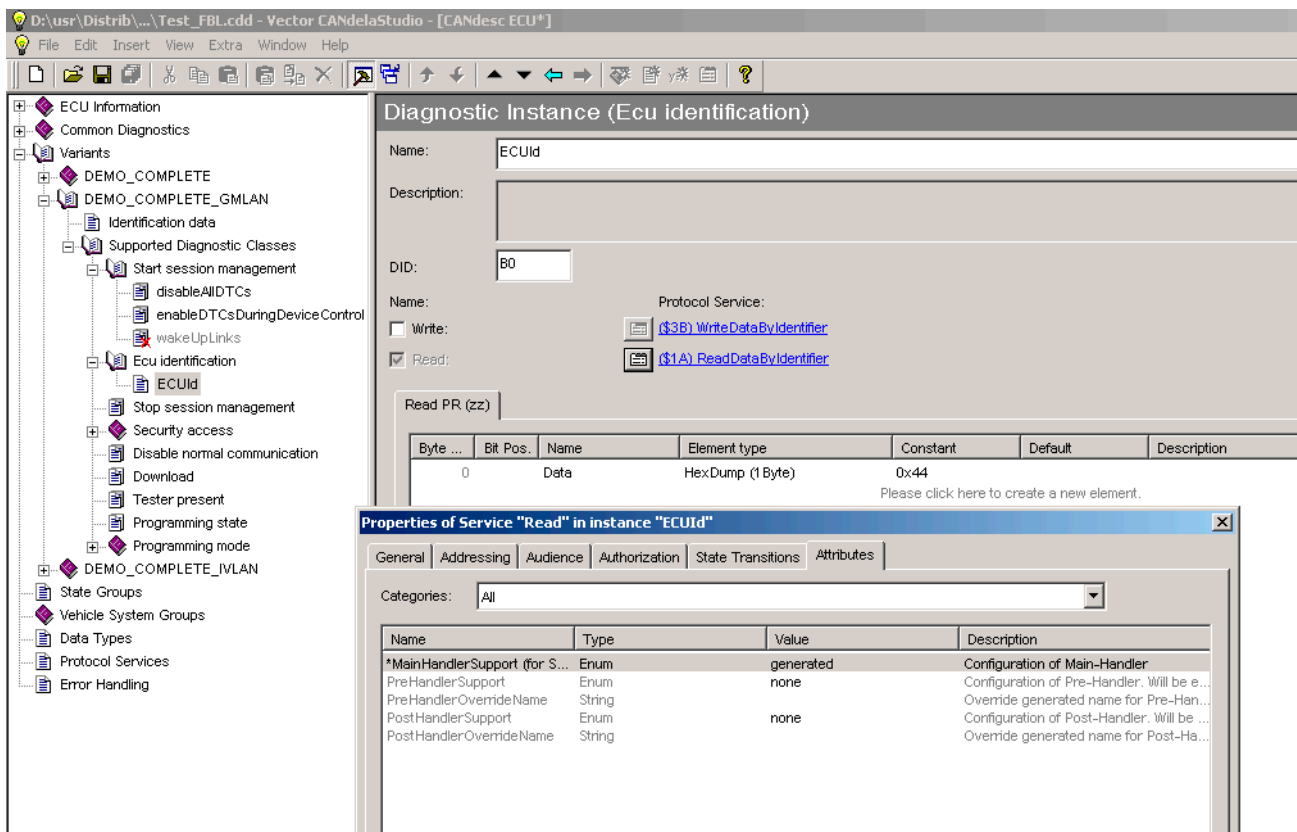 D:\usr\Distrib\...\Test_FBL.cdd - Vector CANdelaStudio - [CANdesc ECU*]
File Edit Insert View Extra Window Help
ECU Information
Common Diagnostics
Variants
DEMO_COMPLETE
DEMO_COMPLETE_GMLAN
Identification data
Supported Diagnostic Classes
Start session management
disableAllDTCs
enableDTCsDuringDeviceControl
wakeUpLinks
Ecu identification
ECUId
Stop session management
Security access
Disable normal communication
Download
Tester present
Programming state
Programming mode
DEMO_COMPLETE_IVLAN
State Groups
Vehicle System Groups
Data Types
Protocol Services
Error Handling
Diagnostic Instance (Ecu identification)
Name: ECUId
Description:
DID: B0
Name: Protocol Service:
Write: ($3B) WriteDataByIdentifier
Read: ($1A) ReadDataByIdentifier
Read PR (zz)
Byte ... Bit Pos. Name Element type Constant Default Description
0 Data HexDump (1 Byte) 0x44
Please click here to create a new element.
Properties of Service "Read" in instance "ECUId"
General Addressing Audience Authorization State Transitions Attributes
Categories: All
Name Type Value Description
*MainHandlerSupport (for S... Enum generated Configuration of Main-Handler
PreHandlerSupport Enum none Configuration of Pre-Handler. Will be e...
PreHandlerOverrideName String Override generated name for Pre-Han...
PostHandlerSupport Enum none Configuration of Post-Handler. Will be ...
PostHandlerOverrideName String Override generated name for Post-Ha...